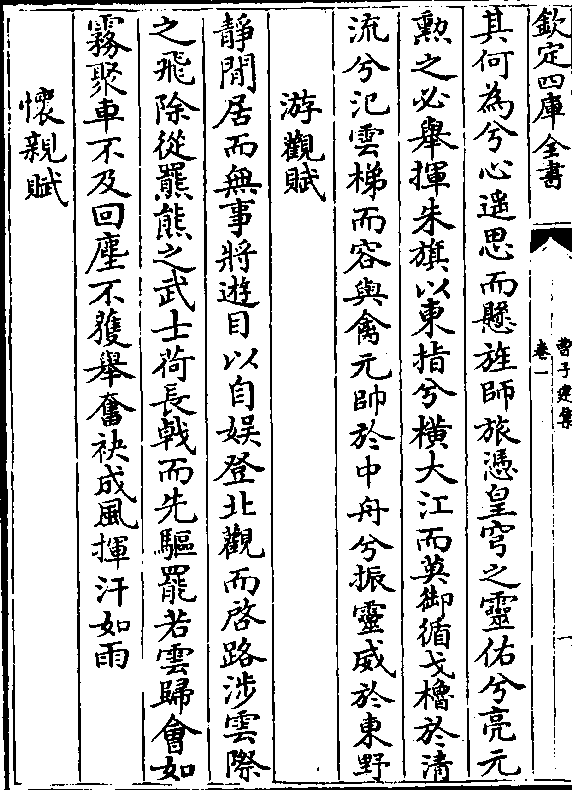 欽定四庫全書
曹子建集
卷一
其何為兮心遥思而懸旌師旅憑皇穹之靈佑兮亮元
勲之必舉揮朱旗以東指兮横大江而莫御循戈櫓於清
流兮汜雲梯而容與禽元帥於中舟兮振靈威於東野
游觀賦
静閒居而無事將遊目以自娱登北觀而啓路涉雲際
之飛除從羆熊之武士荷長戟而先驅罷若雲歸會如
霧聚車不及回塵不獲舉奮袂成風揮汗如雨
懷親賦